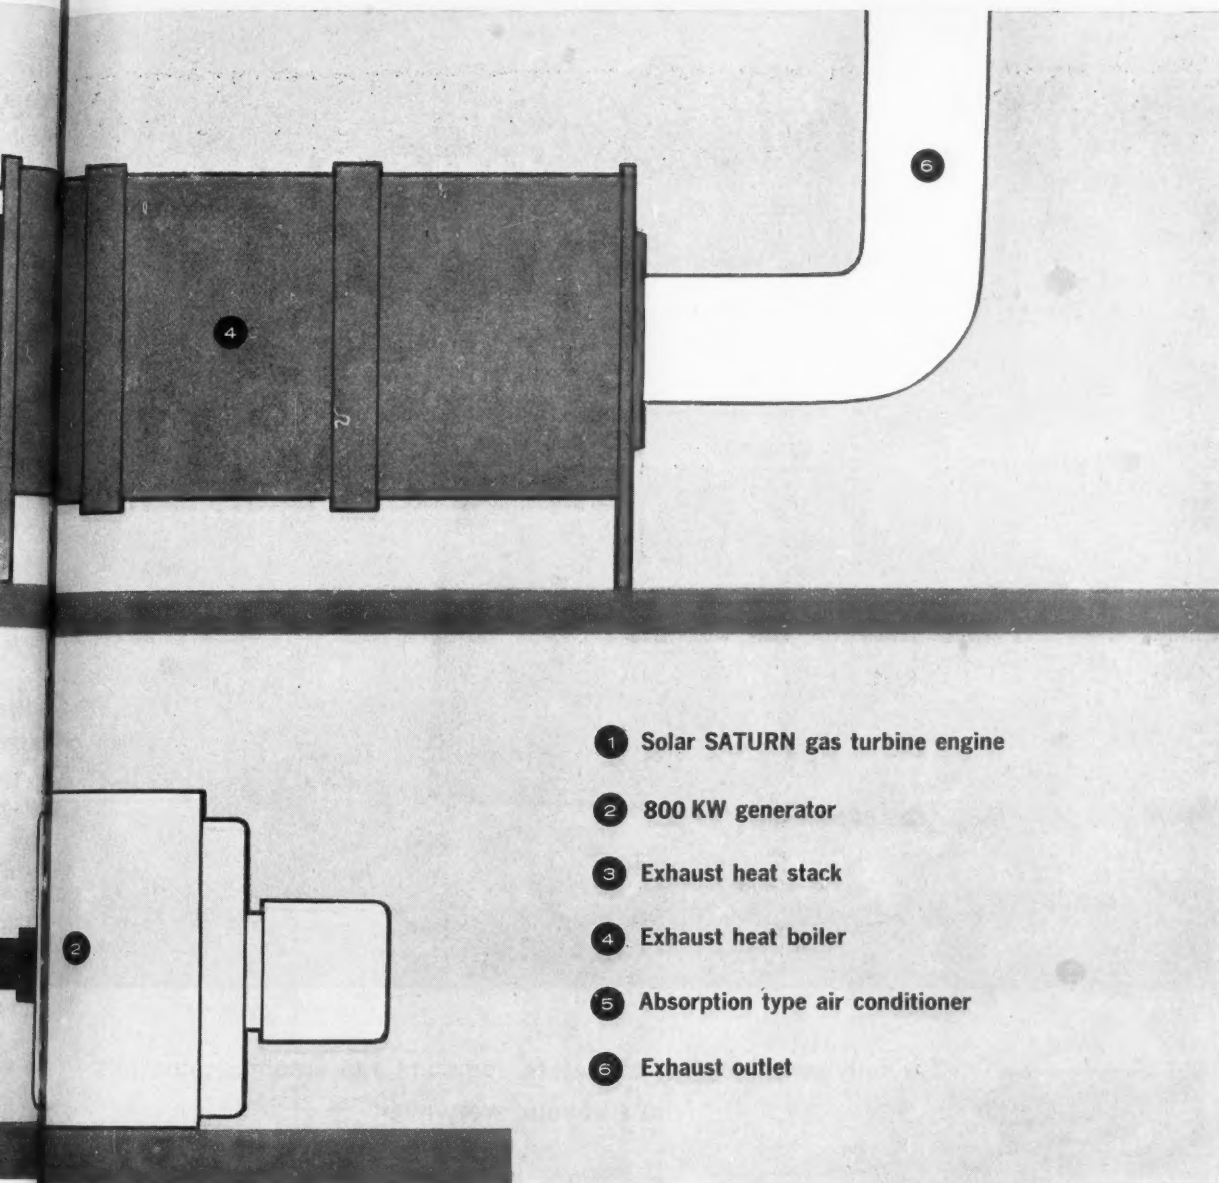 6
4
1 Solar SATURN gas turbine engine
2 800 KW generator
3 Exhaust heat stack
4 Exhaust heat boiler
2
5 Absorption type air conditioner
6 Exhaust outlet